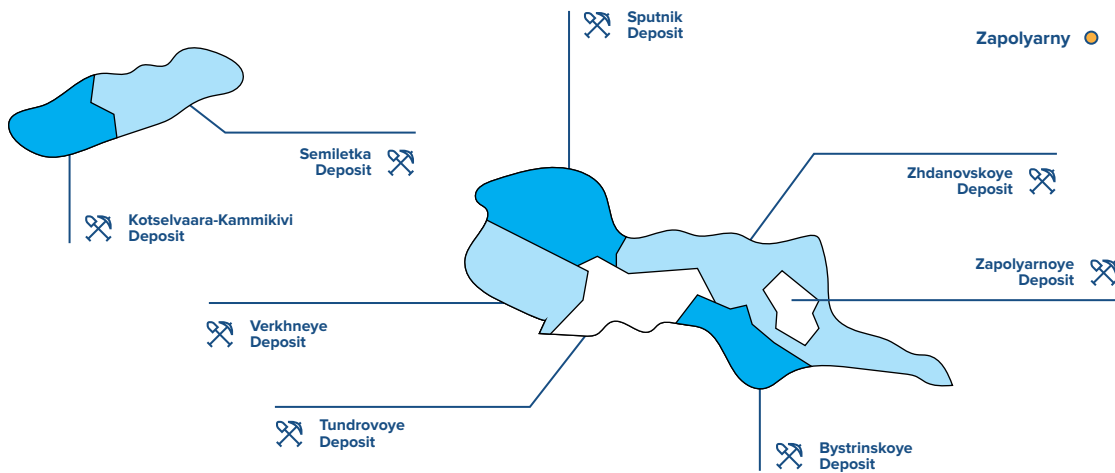 Sputnik
Deposit
Zapolyarny
Semiletka
Deposit
Zhdanovskoye
Deposit
Kotselvaara-Kammikivi
Deposit
Zapolyarnoye
Deposit
Verkhneye
Deposit
Tundrovoye
Deposit
Bystrinskoye
Deposit